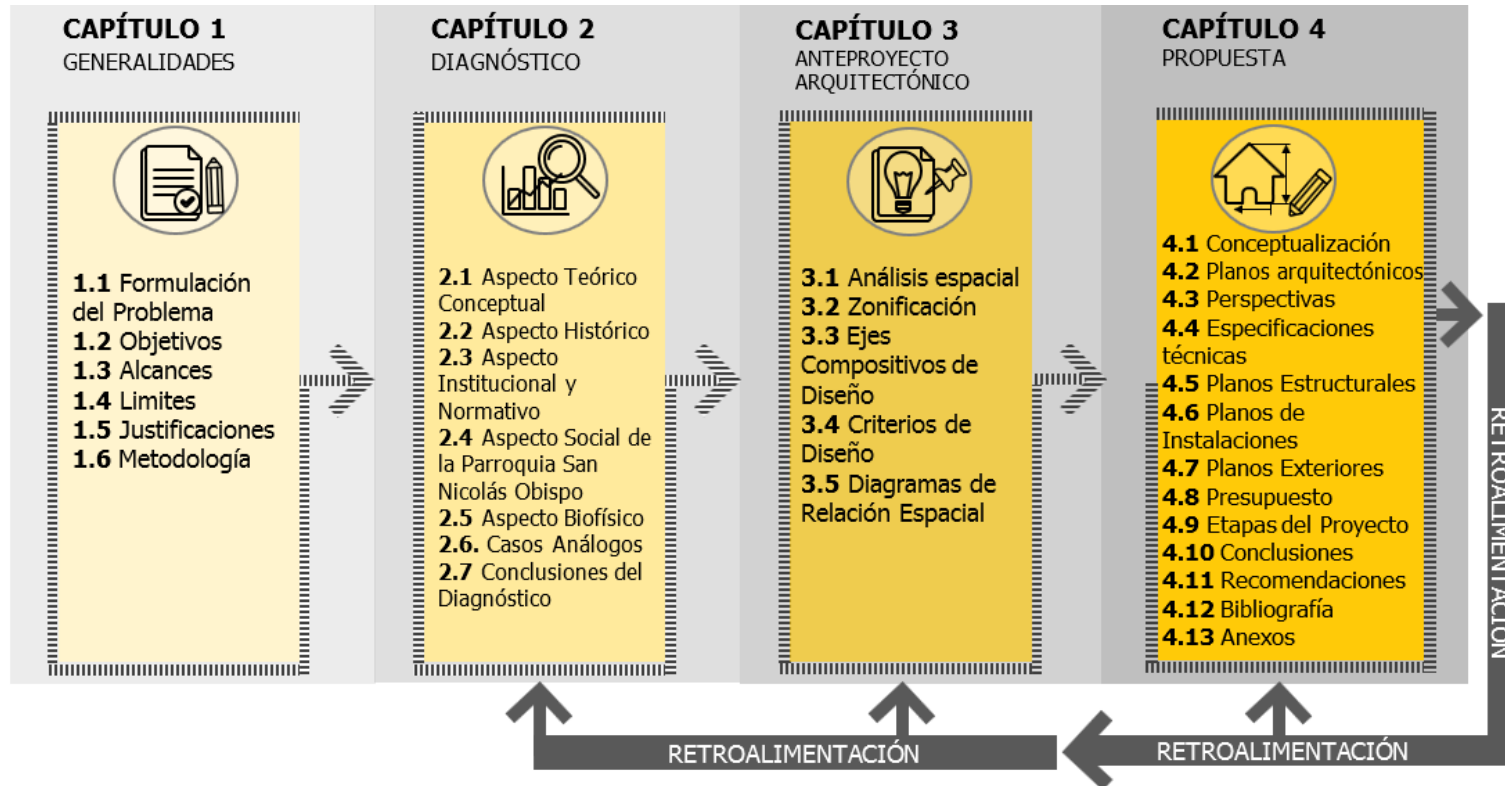 CAPÍTULO 1
GENERALIDADES
1.1 Formulación
del Problema
1.2 Objetivos
1.3 Alcances
1.4 Limites
1.5 Justificaciones
1.6 Metodología
CAPÍTULO 2
DIAGNÓSTICO
2.1 Aspecto Teórico
Conceptual
2.2 Aspecto Histórico
2.3 Aspecto
Institucional y
Normativo
2.4 Aspecto Social de
la Parroquia San
Nicolás Obispo
2.5 Aspecto Biofísico
2.6. Casos Análogos
2.7 Conclusiones del
Diagnóstico
CAPÍTULO 3
ANTEPROYECTO
ARQUITECTÓNICO
3.1 Análisis espacial
3.2 Zonificación
3.3 Ejes
Compositivos de
Diseño
3.4 Criterios de
Diseño
3.5 Diagramas de
Relación Espacial
CAPÍTULO 4
PROPUESTA
4.1 Conceptualización
4.2 Planos arquitectónicos
4.3 Perspectivas
4.4 Especificaciones
técnicas
4.5 Planos Estructurales
4.6 Planos de
Instalaciones
4.7 Planos Exteriores
4.8 Presupuesto
4.9 Etapas del Proyecto
4.10 Conclusiones
4.11 Recomendaciones
4.12 Bibliografía
4.13 Anexos
RETROALIMENTACIÓN
RETROALIMENTACIÓN
RETROALIMENTACIÓN